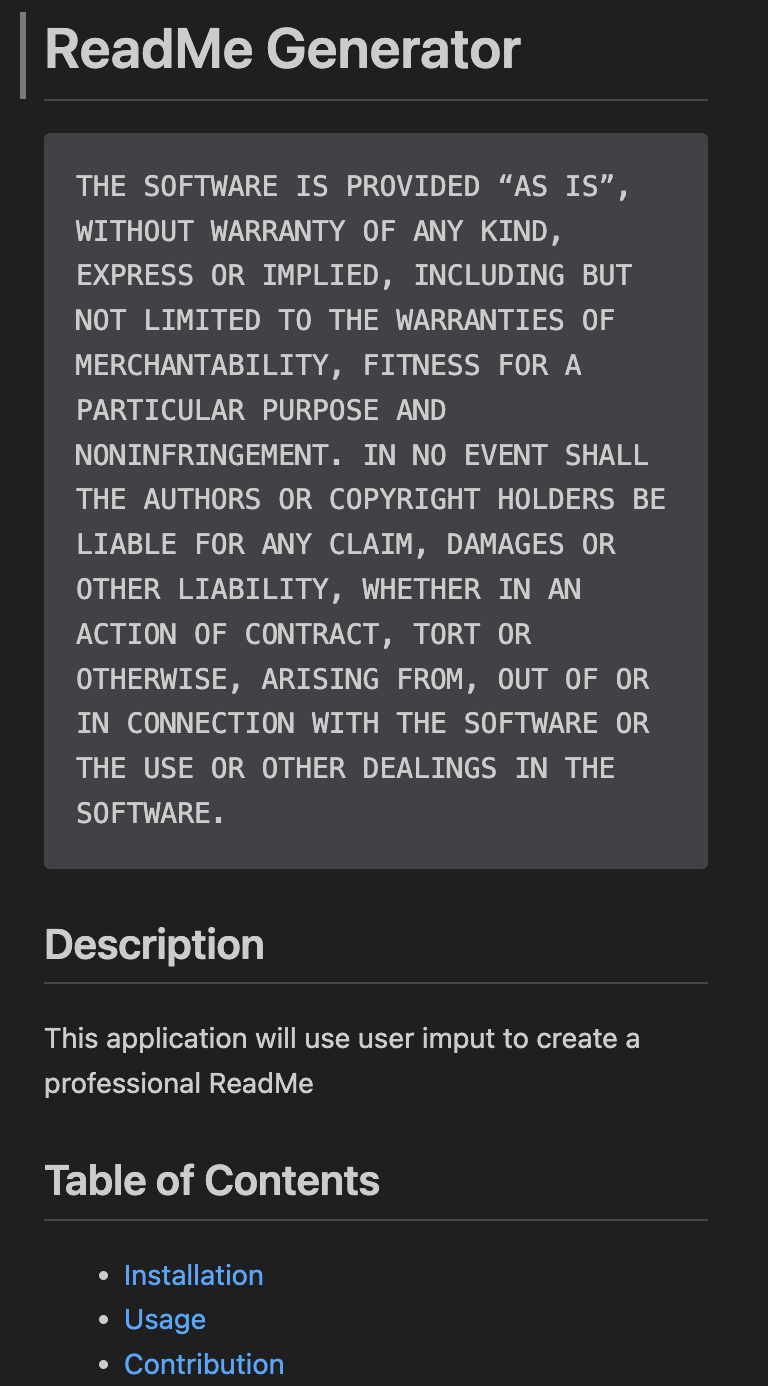 ReadMe Generator
THE SOFTWARE IS PROVIDED “AS IS”,
WITHOUT WARRANTY OF ANY KIND,
EXPRESS OR IMPLIED, INCLUDING BUT
NOT LIMITED TO THE WARRANTIES OF
MERCHANTABILITY, FITNESS FOR A
PARTICULAR PURPOSE AND
NONINFRINGEMENT. IN NO EVENT SHALL
THE AUTHORS OR COPYRIGHT HOLDERS BE
LIABLE FOR ANY CLAIM, DAMAGES OR
OTHER LIABILITY, WHETHER IN AN
ACTION OF CONTRACT, TORT OR
OTHERWISE, ARISING FROM, OUT OF OR
IN CONNECTION WITH THE SOFTWARE OR
THE USE OR OTHER DEALINGS IN THE
SOFTWARE.
Description
This application will use user imput to create a
professional ReadMe
Table of Contents
• Installation
• Usage
• Contribution